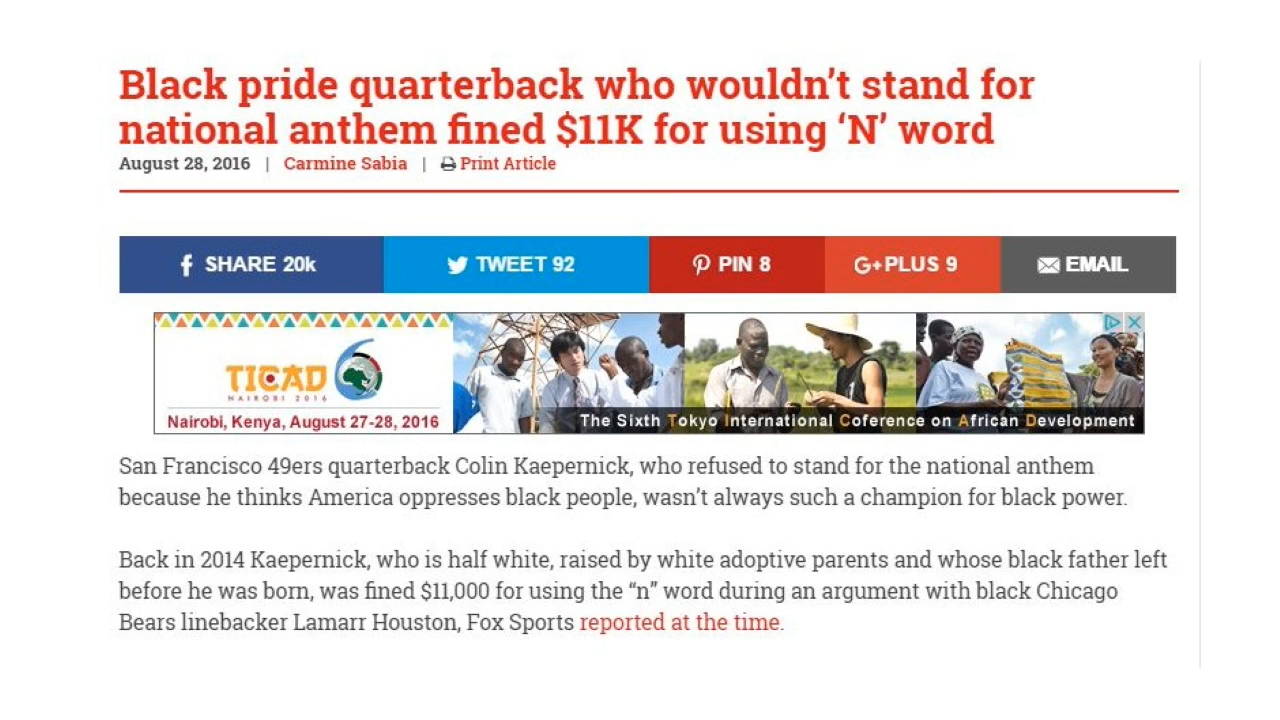 Black pride quarterback who wouldn’t stand for
national anthem fined $11K for using ‘N’ word
August 28, 2016 | Carmine Sabia | Print Article
SHARE 20k TWEET 92 PIN 8 G+PLUS 9 EMAIL
TICAD
NAIROBI 2016
Nairobi, Kenya, August 27-28, 2016
The Sixth Tokyo International Coference on African Development
San Francisco 49ers quarterback Colin Kaepernick, who refused to stand for the national anthem
because he thinks America oppresses black people, wasn’t always such a champion for black power.
Back in 2014 Kaepernick, who is half white, raised by white adoptive parents and whose black father left
before he was born, was fined $11,000 for using the “n” word during an argument with black Chicago
Bears linebacker Lamarr Houston, Fox Sports reported at the time.